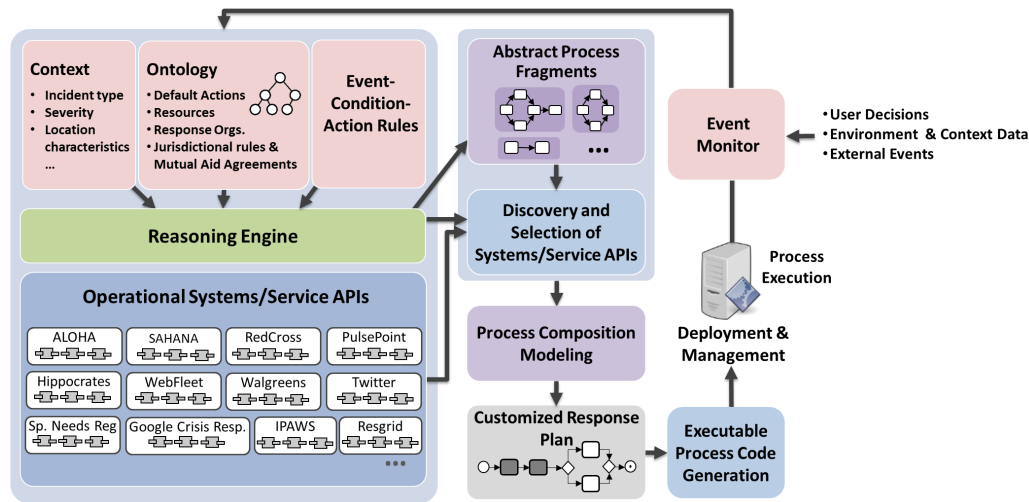 Context
• Incident type
• Severity
• Location
characteristics
...
Ontology
• Default Actions
• Resources
• Response Orgs.
• Jurisdictional rules &
Mutual Aid Agreements
Event-
Condition-
Action Rules
Reasoning Engine
Operational Systems/Service APIs
ALOHA
SAHANA
RedCross
PulsePoint
Hippocrates
WebFleet
Walgreens
Twitter
Sp. Needs Reg
Google Crisis Resp.
IPAWS
Resgrid
...
Abstract Process
Fragments
...
Discovery and
Selection of
Systems/Service APIs
Process Composition
Modeling
Customized Response
Plan
Executable
Process Code
Generation
Deployment &
Management
Process
Execution
Event
Monitor
• User Decisions
• Environment & Context Data
• External Events